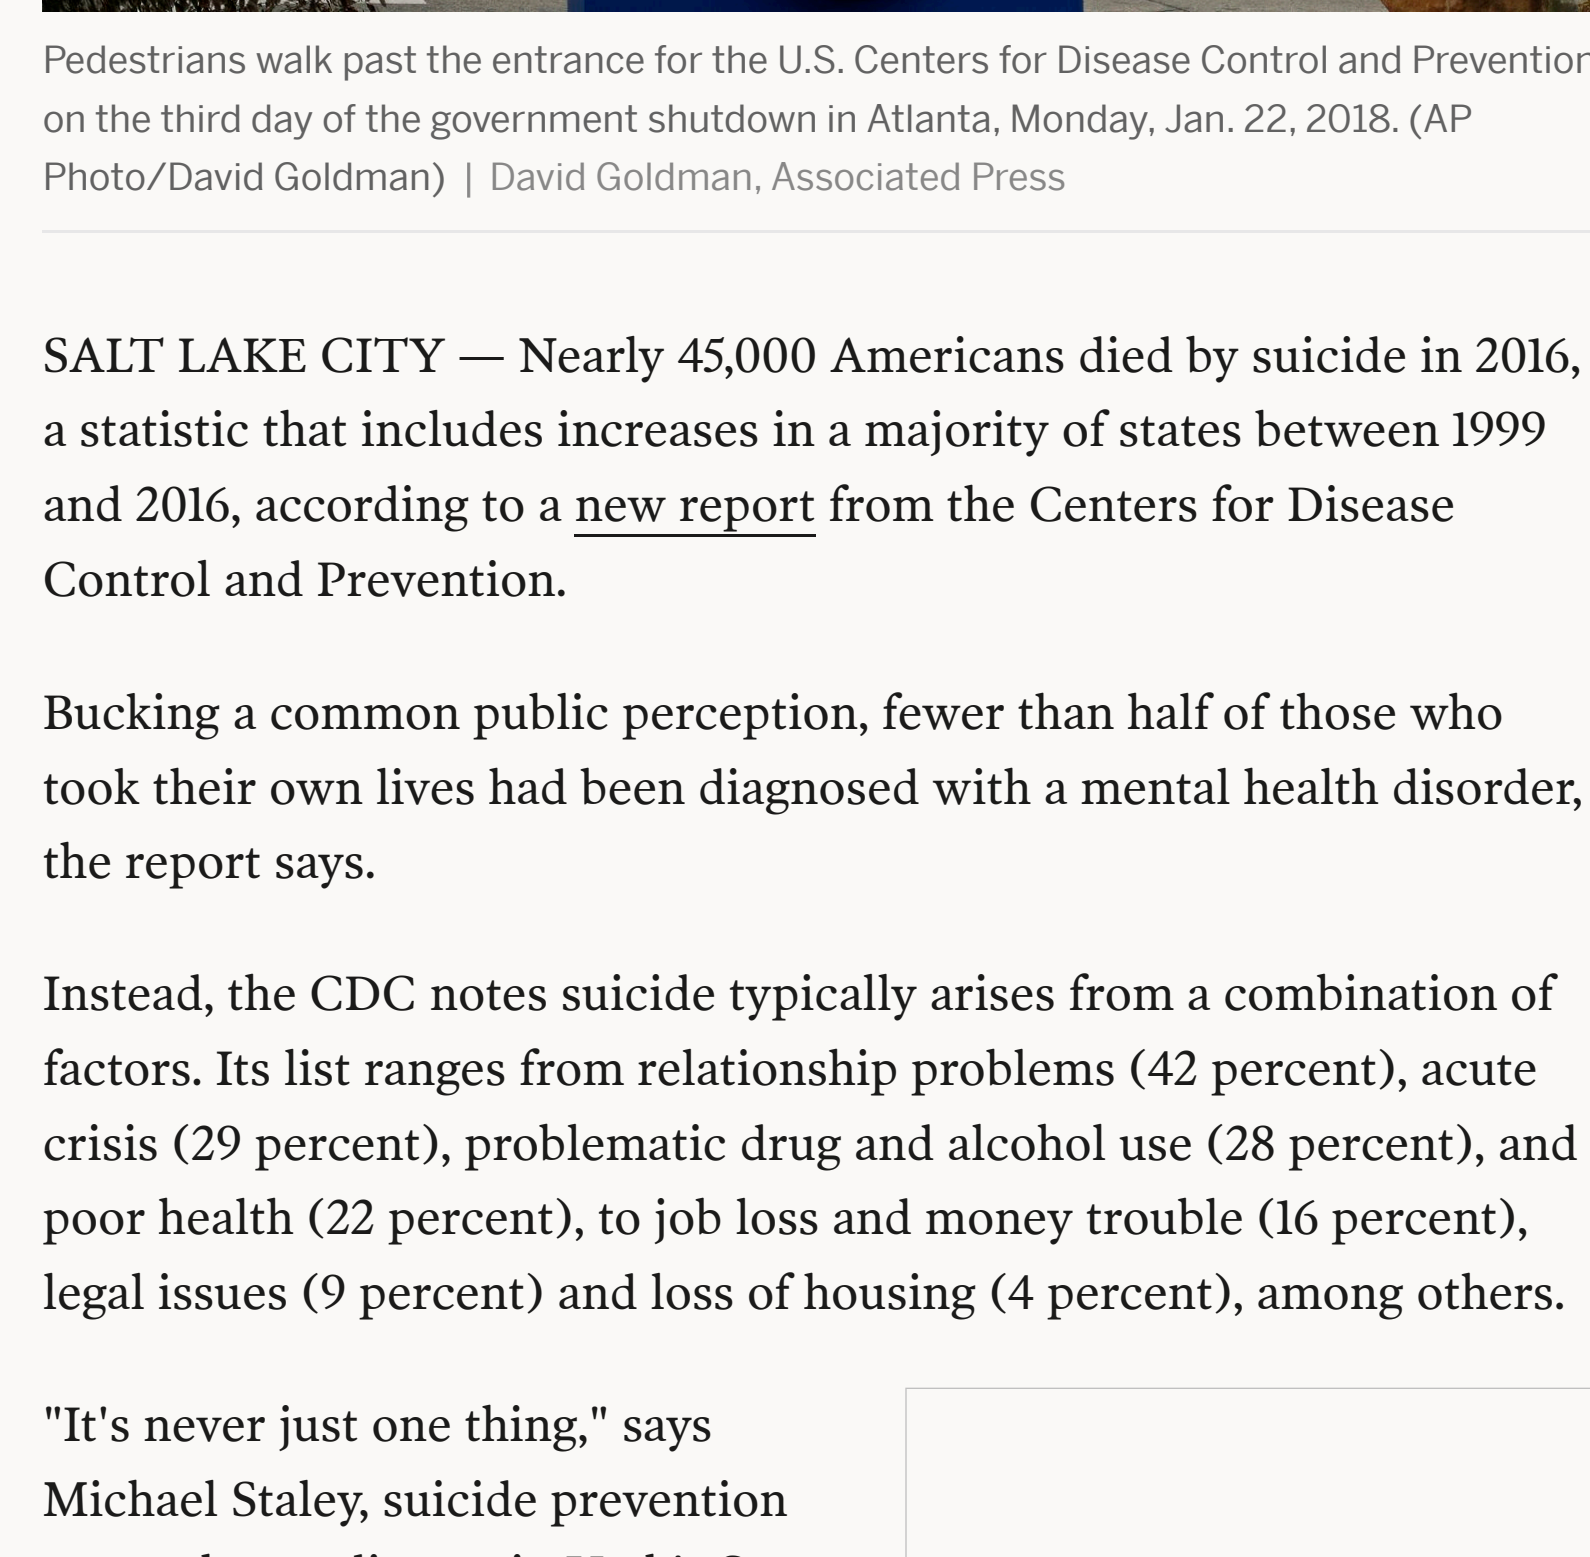 Pedestrians walk past the entrance for the U.S. Centers for Disease Control and Prevention
on the third day of the government shutdown in Atlanta, Monday, Jan. 22, 2018. (AP
Photo/David Goldman) | David Goldman, Associated Press
SALT LAKE CITY — Nearly 45,000 Americans died by suicide in 2016,
a statistic that includes increases in a majority of states between 1999
and 2016, according to a new report from the Centers for Disease
Control and Prevention.
Bucking a common public perception, fewer than half of those who
took their own lives had been diagnosed with a mental health disorder,
the report says.
Instead, the CDC notes suicide typically arises from a combination of
factors. Its list ranges from relationship problems (42 percent), acute
crisis (29 percent), problematic drug and alcohol use (28 percent), and
poor health (22 percent), to job loss and money trouble (16 percent),
legal issues (9 percent) and loss of housing (4 percent), among others.
"It's never just one thing," says
Michael Staley, suicide prevention